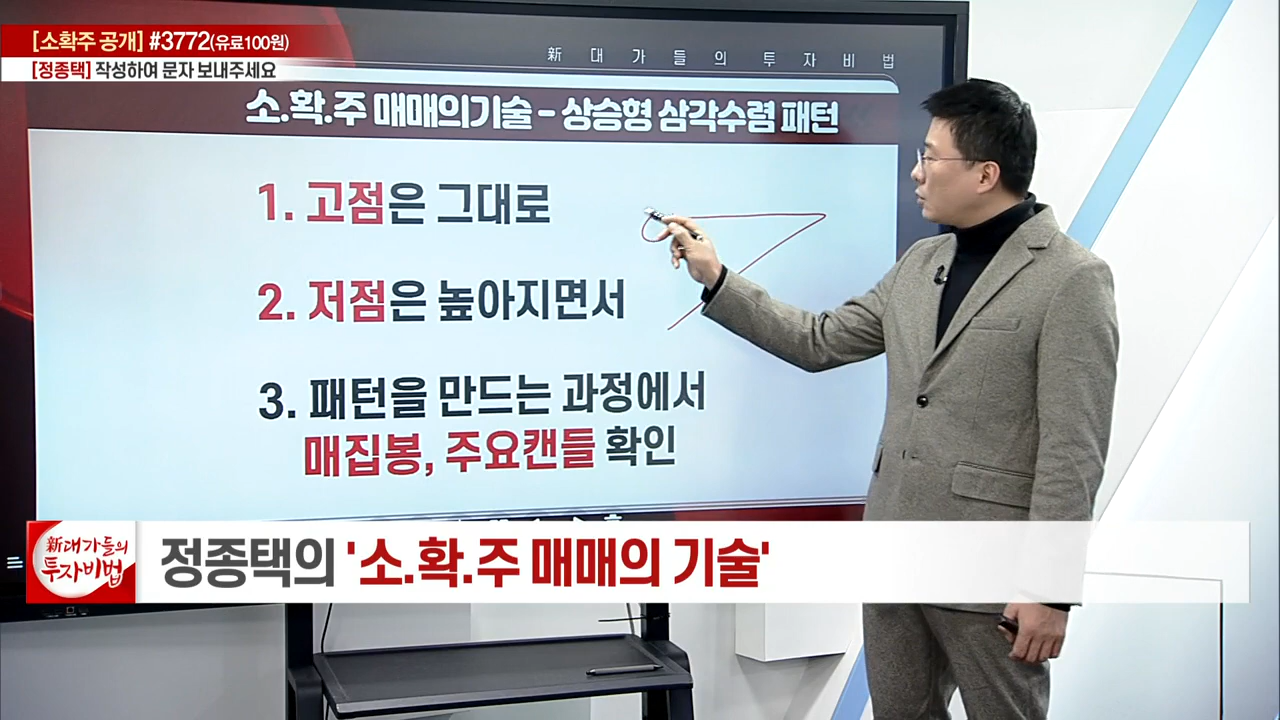 [소확주 공개] #3772(유료100원)
[정종택] 작성하여 문자 보내주세요
新 대가들의 투자비법
소.확.주 매매의기술 - 상승형 삼각수렴 패턴
1. 고점은 그대로
2. 저점은 높아지면서
3. 패턴을 만드는 과정에서
매집봉, 주요캔들 확인
新대가들의
투자비법
정종택의 '소.확.주 매매의 기술'